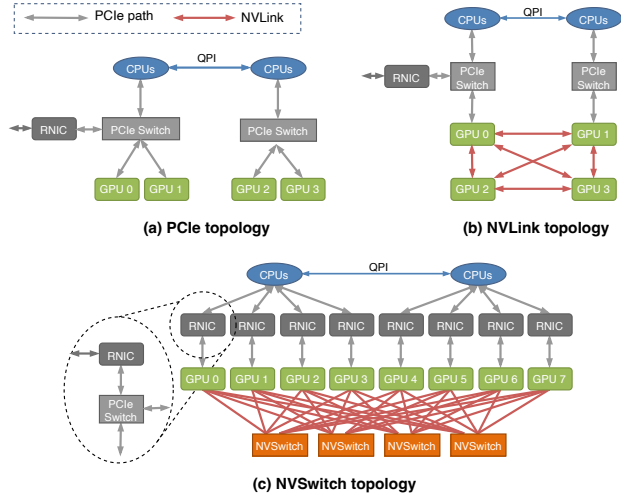 PCIe path NVLink
CPUs QPI CPUs
RNIC PCIe Switch PCIe Switch
GPU 0 GPU 1 GPU 2 GPU 3
(a) PCIe topology
CPUs QPI CPUs
RNIC PCIe Switch PCIe Switch
GPU 0 GPU 1
GPU 2 GPU 3
(b) NVLink topology
CPUs QPI CPUs
RNIC RNIC RNIC RNIC RNIC RNIC RNIC RNIC
GPU 0 GPU 1 GPU 2 GPU 3 GPU 4 GPU 5 GPU 6 GPU 7
NVSwitch NVSwitch NVSwitch NVSwitch
RNIC
PCIe
Switch
(c) NVSwitch topology